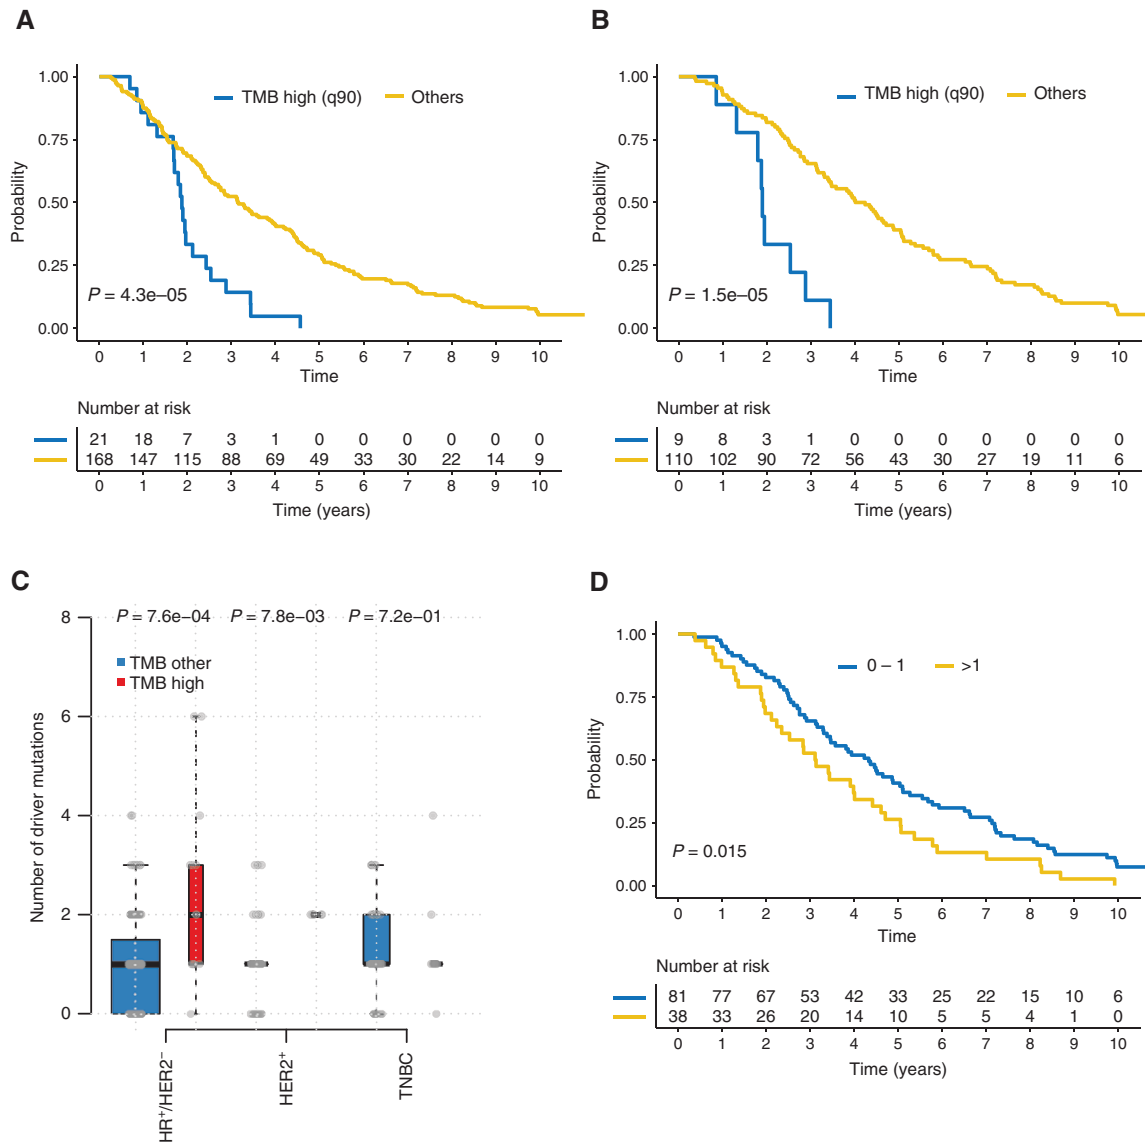 A
1.00
0.75
0.50
0.25
0.00
Probability
TMB high (q90) Others
P = 4.3e–05
0 1 2 3 4 5 6 7 8 9 10
Time
Number at risk
21 18 7 3 1 0 0 0 0 0 0
168 147 115 88 69 49 33 30 22 14 9
0 1 2 3 4 5 6 7 8 9 10
Time (years)
B
1.00
0.75
0.50
0.25
0.00
Probability
TMB high (q90) Others
P = 1.5e–05
0 1 2 3 4 5 6 7 8 9 10
Time
Number at risk
9 8 3 1 0 0 0 0 0 0 0
110 102 90 72 56 43 30 27 19 11 6
0 1 2 3 4 5 6 7 8 9 10
Time (years)
C
P = 7.6e–04 P = 7.8e–03 P = 7.2e–01
TMB other
TMB high
8
6
4
2
0
Number of driver mutations
HR⁺/HER2⁻
HER2⁺
TNBC
D
1.00
0.75
0.50
0.25
0.00
Probability
0 – 1 >1
P = 0.015
0 1 2 3 4 5 6 7 8 9 10
Time
Number at risk
81 77 67 53 42 33 25 22 15 10 6
38 33 26 20 14 10 5 5 4 1 0
0 1 2 3 4 5 6 7 8 9 10
Time (years)